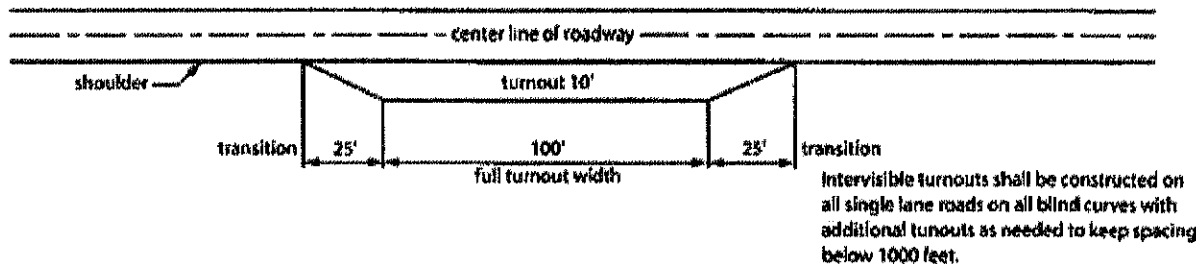 center line of roadway
shoulder
turnout 10'
transition 25' 100' 25' transition
full turnout width
Intervisible turnouts shall be constructed on
all single lane roads on all blind curves with
additional tunouts as needed to keep spacing
below 1000 feet.